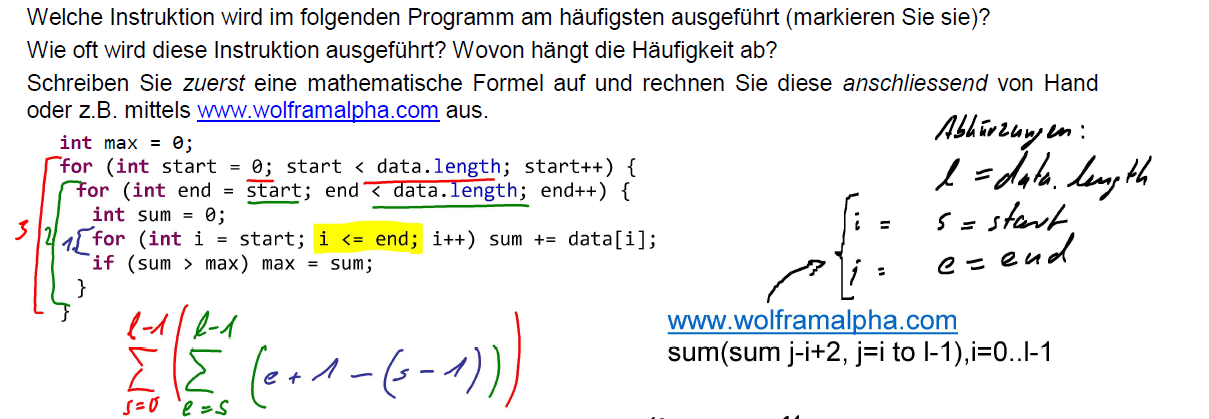 Welche Instruktion wird im folgenden Programm am häufigsten ausgeführt (markieren Sie sie)?
Wie oft wird diese Instruktion ausgeführt? Wovon hängt die Häufigkeit ab?
Schreiben Sie zuerst eine mathematische Formel auf und rechnen Sie diese anschliessend von Hand
oder z.B. mittels www.wolframalpha.com aus.
int max = 0;
for (int start = 0; start < data.length; start++) {
for (int end = start; end < data.length; end++) {
int sum = 0;
for (int i = start; i <= end; i++) sum += data[i];
if (sum > max) max = sum;
}
}
3
2
1
Abkürzungen:
l = data.length
i = s = start
j = e = end
www.wolframalpha.com
sum(sum j-i+2, j=i to l-1),i=0..l-1
l-1 l-1
Σ ( Σ (e + 1 - (s - 1)) )
s=0 e=s